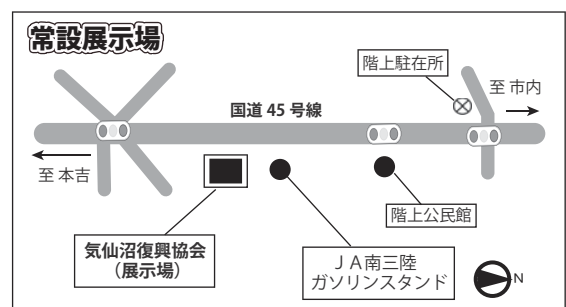 常設展示場
階上駐在所
至 市内
国道 45 号線
至 本吉
階上公民館
気仙沼復興協会
（展示場）
ＪＡ南三陸
ガソリンスタンド
N